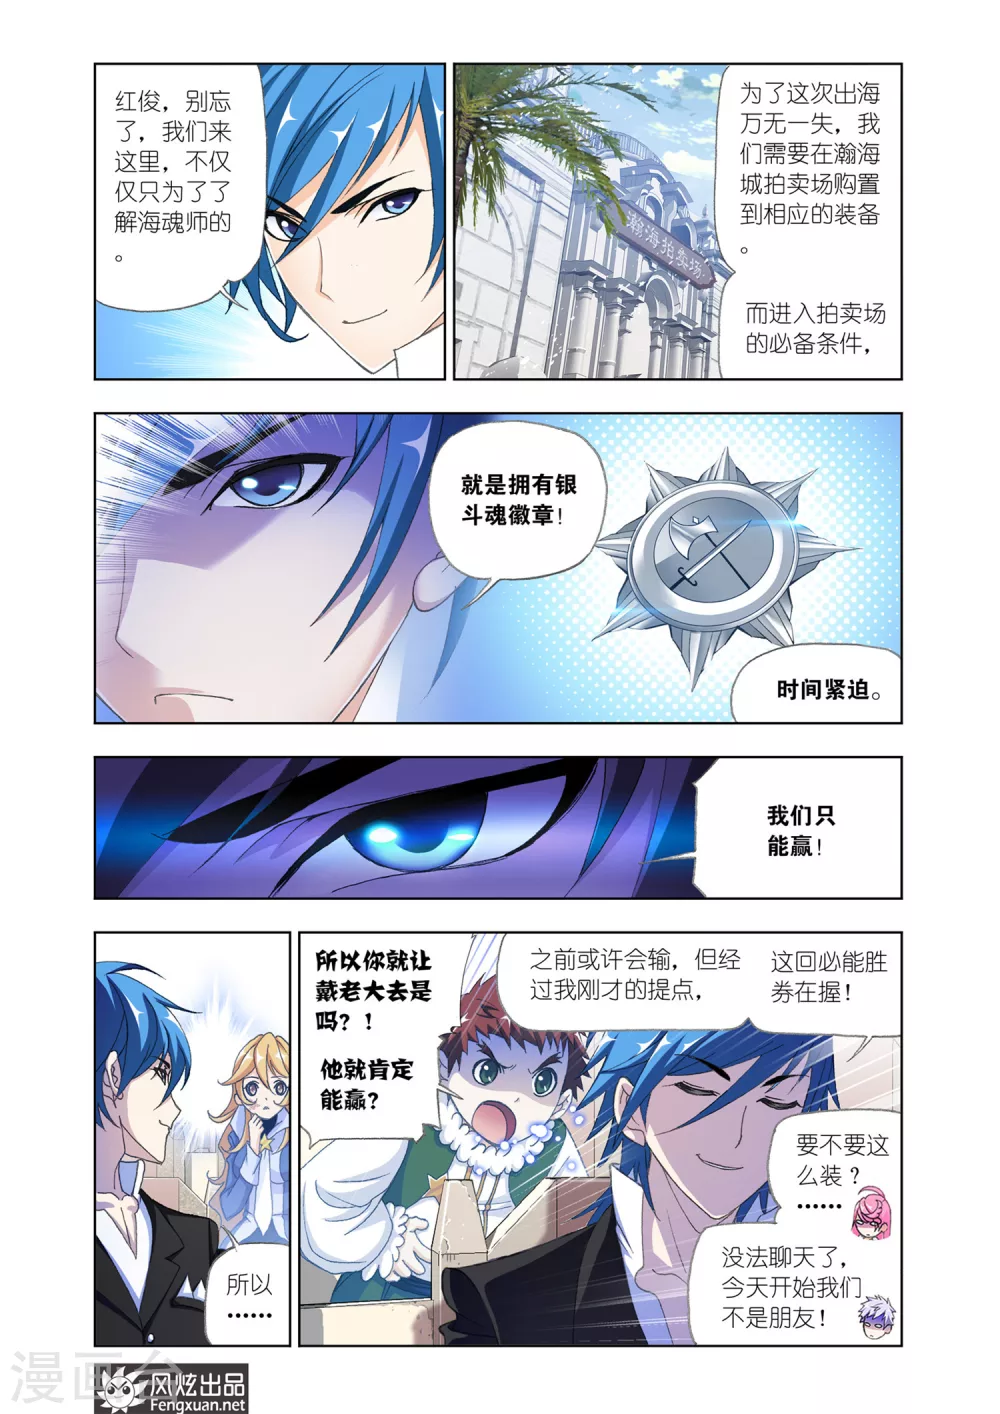 红俊，别忘
了，我们来
这里，不仅
仅只为了了
解海魂师的
。
为了这次出海
万无一失，我
们需要在瀚海
城拍卖场购置
到相应的装备
。
瀚海拍卖场
而进入拍卖场
的必备条件，
就是拥有银
斗魂徽章！
时间紧迫。
我们只
能赢！
所以
……
所以你就让
戴老大去是
吗？！
他就肯定
能赢？
之前或许会输，但经
过我刚才的提点，
这回必能胜
券在握！
要不要这
么装？
……
没法聊天了，
今天开始我们
不是朋友！
漫画台
风炫出品
Fengxuan.net